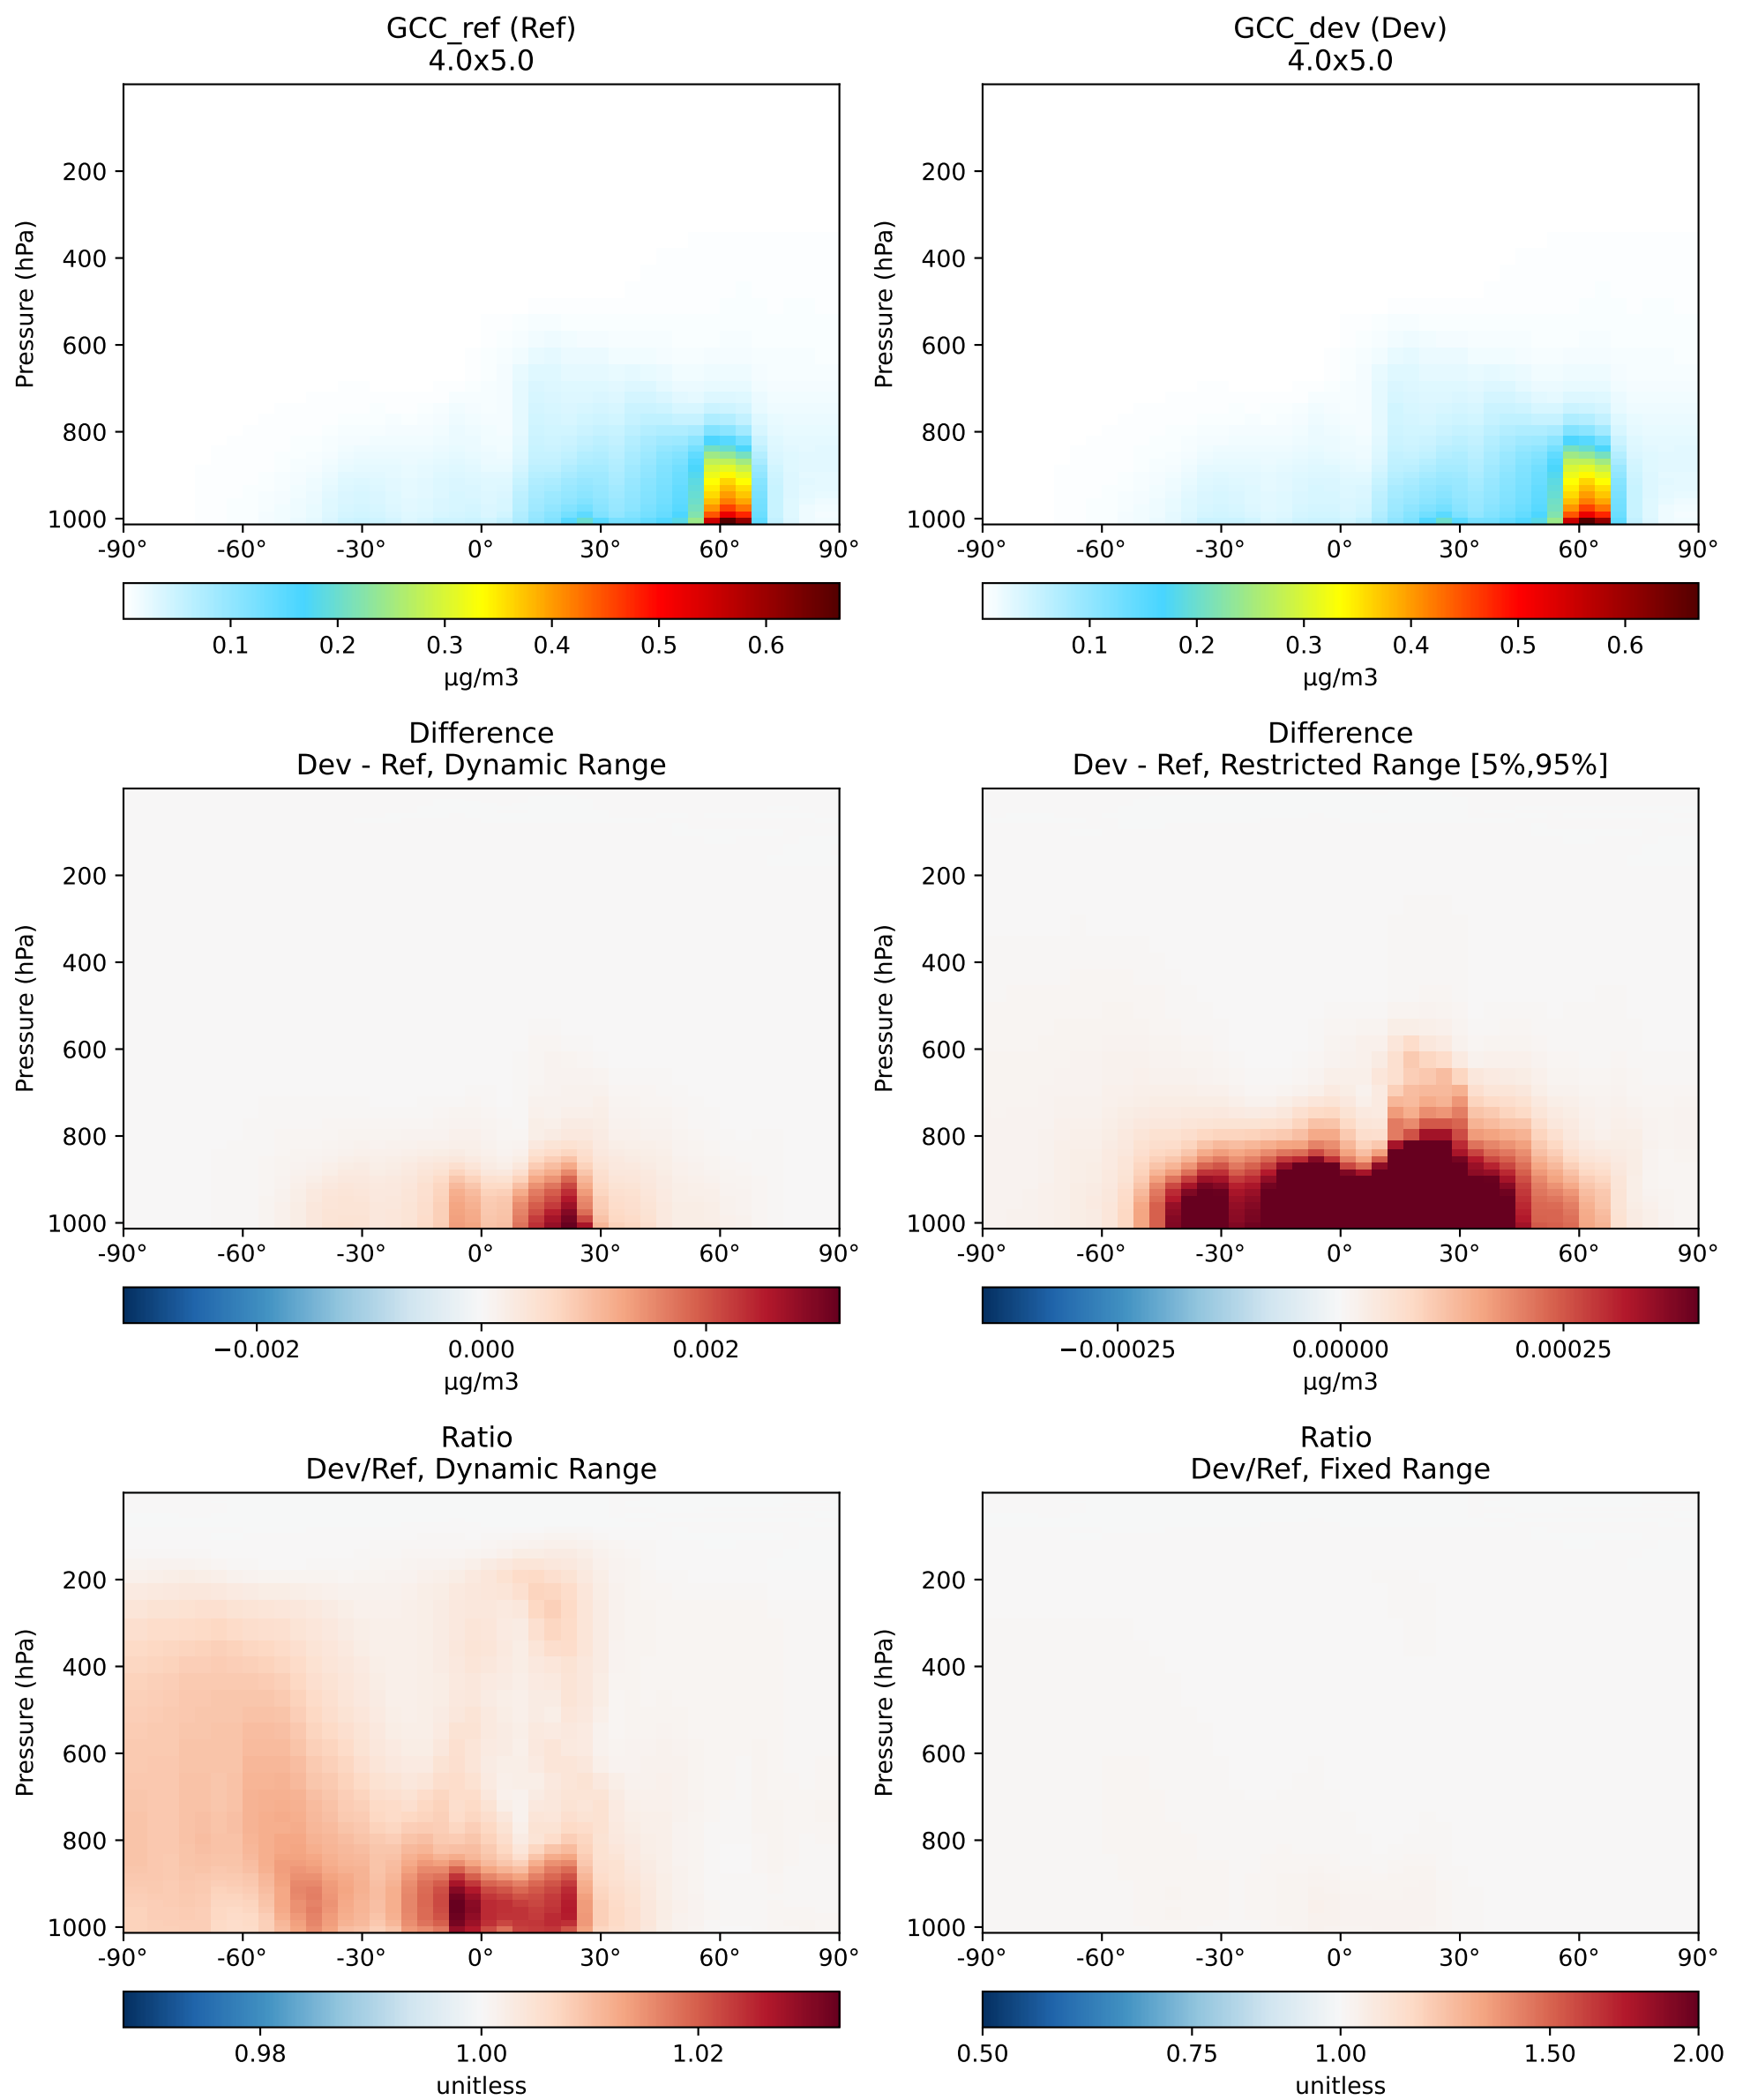 GCC_ref (Ref)
4.0x5.0
Pressure (hPa)
200
400
600
800
1000
-90° -60° -30° 0° 30° 60° 90°
0.1 0.2 0.3 0.4 0.5 0.6
µg/m3
GCC_dev (Dev)
4.0x5.0
Pressure (hPa)
200
400
600
800
1000
-90° -60° -30° 0° 30° 60° 90°
0.1 0.2 0.3 0.4 0.5 0.6
µg/m3
Difference
Dev - Ref, Dynamic Range
Pressure (hPa)
200
400
600
800
1000
-90° -60° -30° 0° 30° 60° 90°
−0.002 0.000 0.002
µg/m3
Difference
Dev - Ref, Restricted Range [5%,95%]
Pressure (hPa)
200
400
600
800
1000
-90° -60° -30° 0° 30° 60° 90°
−0.00025 0.00000 0.00025
µg/m3
Ratio
Dev/Ref, Dynamic Range
Pressure (hPa)
200
400
600
800
1000
-90° -60° -30° 0° 30° 60° 90°
0.98 1.00 1.02
unitless
Ratio
Dev/Ref, Fixed Range
Pressure (hPa)
200
400
600
800
1000
-90° -60° -30° 0° 30° 60° 90°
0.50 0.75 1.00 1.50 2.00
unitless